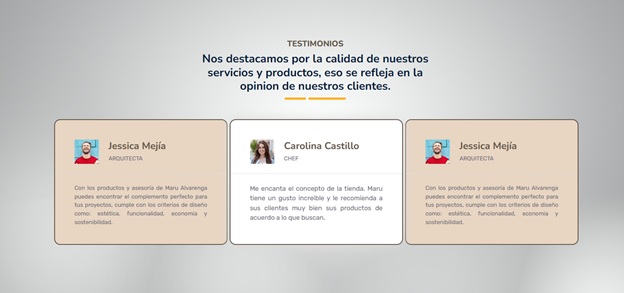 TESTIMONIOS
Nos destacamos por la calidad de nuestros
servicios y productos, eso se refleja en la
opinion de nuestros clientes.
Jessica Mejía
ARQUITECTA
Con los productos y asesoría de Maru Alvarenga
puedes encontrar el complemento perfecto para
tus proyectos, cumple con los criterios de diseño
como: estética, funcionalidad, economía y
sostenibilidad.
Carolina Castillo
CHEF
Me encanta el concepto de la tienda, Maru
tiene un gusto increíble y le recomienda a
sus clientes muy bien sus productos de
acuerdo a lo que buscan.
Jessica Mejía
ARQUITECTA
Con los productos y asesoría de Maru Alvarenga
puedes encontrar el complemento perfecto para
tus proyectos, cumple con los criterios de diseño
como: estética, funcionalidad, economía y
sostenibilidad.